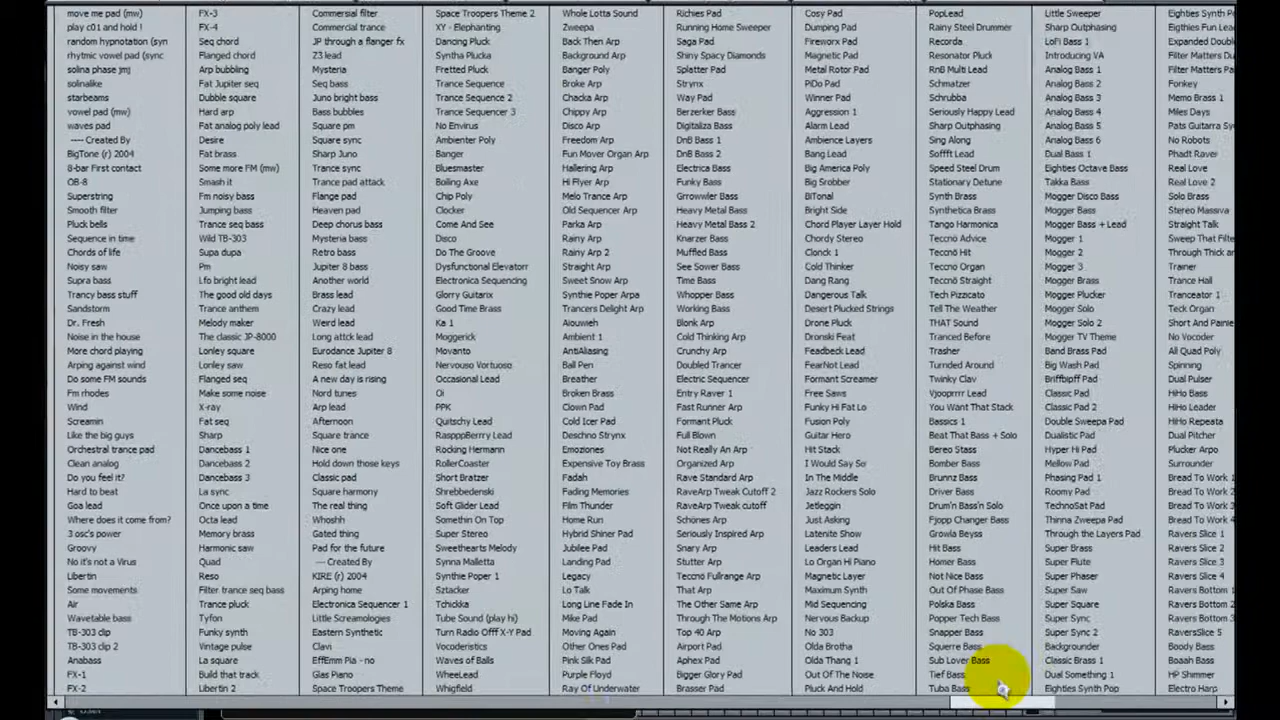 move me pad (mw)
play c01 and hold !
random hypnotation (syn
rhytmic vowel pad (sync
solina phase jmj
solinalike
starbeams
vowel pad (mw)
waves pad
---- Created By
BigTone (r) 2004
8-bar First contact
OB-8
Superstring
Smooth filter
Pluck bells
Sequence in time
Chords of life
Noisy saw
Supra bass
Trancy bass stuff
Sandstorm
Dr. Fresh
Noise in the house
More chord playing
Arping against wind
Do some FM sounds
Fm rhodes
Wind
Screamin
Like the big guys
Orchestral trance pad
Clean analog
Do you feel it?
Hard to beat
Goa lead
Where does it come from?
3 osc's power
Groovy
No it's not a Virus
Libertin
Some movements
Air
Wavetable bass
TB-303 clip
TB-303 clip 2
Anabass
FX-1
FX-2
FX-3
FX-4
Seq chord
Flanged chord
Arp bubbling
Fat Jupiter seq
Dubble square
Hard arp
Fat analog poly lead
Desire
Fat brass
Some more FM (mw)
Smash it
Fm noisy bass
Jumping bass
Trance seq bass
Wild TB-303
Supa dupa
Pm
Lfo bright lead
The good old days
Trance anthem
Melody maker
The classic JP-8000
Lonley square
Lonley saw
Flanged seq
Make some noise
X-ray
Fat seq
Sharp
Dancebass 1
Dancebass 2
Dancebass 3
La sync
Once upon a time
Octa lead
Memory brass
Harmonic saw
Quad
Reso
Filter trance seq bass
Trance pluck
Tyfon
Funky synth
Vintage pulse
La square
Build that track
Libertin 2
Commersial filter
Commercial trance
JP through a flanger fx
Z3 lead
Mysteria
Seq bass
Juno bright bass
Bass bubbles
Square pm
Square sync
Sharp Juno
Trance sync
Trance pad attack
Flange pad
Heaven pad
Deep chorus bass
Mysteria bass
Retro bass
Jupiter 8 bass
Another world
Brass lead
Crazy lead
Weird lead
Long attck lead
Eurodance Jupiter 8
Reso fat lead
A new day is rising
Nord tunes
Arp lead
Afternoon
Square trance
Nice one
Hold down those keys
Classic pad
Square harmony
The real thing
Whoshh
Gated thing
Pad for the future
--- Created By
KIRE (r) 2004
Arping home
Electronica Sequencer 1
Little Screamologies
Eastern Synthetic
Clavi
EffEmm Pia - no
Glas Piano
Space Troopers Theme
Space Troopers Theme 2
XY - Elephanting
Dancing Pluck
Syntha Plucka
Fretted Pluck
Trance Sequence
Trance Sequence 2
Trance Sequencer 3
No Envirus
Ambienter Poly
Banger
Bluesmaster
Boiling Axe
Chip Poly
Clocker
Come And See
Disco
Do The Groove
Dysfunctional Elevatorr
Electronica Sequencing
Glorry Guitarix
Good Time Brass
Ka 1
Moggerick
Movanto
Nervouso Vortuoso
Occasional Lead
Oi
PPK
Quitschy Lead
RaspppBerrry Lead
Rocking Hermann
RollerCoaster
Short Bratzer
Shrebbedenski
Soft Glider Lead
Somethin On Top
Super Stereo
Sweethearts Melody
Synna Malletta
Synthie Poper 1
Sztacker
Tchickka
Tube Sound (play hi)
Turn Radio Offf X-Y Pad
Vocoderistics
Waves of Balls
WheeLead
Whigfield
Whole Lotta Sound
Zweepa
Back Then Arp
Background Arp
Banger Poly
Broke Arp
Chacka Arp
Chippy Arp
Disco Arp
Freedom Arp
Fun Mover Organ Arp
Hallering Arp
Hi Flyer Arp
Melo Trance Arp
Old Sequencer Arp
Parka Arp
Rainy Arp
Rainy Arp 2
Straight Arp
Sweet Snow Arp
Synthie Poper Arpa
Trancers Delight Arp
Aiouwieh
Ambient 1
AntiAliasing
Ball Pen
Breather
Broken Brass
Clown Pad
Cold Icer Pad
Deschno Strynx
Emoziones
Expensive Toy Brass
Fadah
Fading Memories
Film Thunder
Home Run
Hybrid Shiner Pad
Jubilee Pad
Landing Pad
Legacy
Lo Talk
Long Line Fade In
Mike Pad
Moving Again
Other Ones Pad
Pink Silk Pad
Purple Floyd
Ray Of Underwater
Richies Pad
Running Home Sweeper
Saga Pad
Shiny Spacy Diamonds
Splatter Pad
Strynx
Way Pad
Berzerker Bass
Digitaliza Bass
DnB Bass 1
DnB Bass 2
Electrica Bass
Funky Bass
Grrowwler Bass
Heavy Metal Bass
Heavy Metal Bass 2
Knarzer Bass
Muffled Bass
See Sower Bass
Time Bass
Whopper Bass
Working Bass
Blonk Arp
Cold Thinking Arp
Crunchy Arp
Doubled Trancer
Electric Sequencer
Entry Raver 1
Fast Runner Arp
Formant Pluck
Full Blown
Not Really An Arp
Organized Arp
Rave Standard Arp
RaveArp Tweak Cutoff 2
RaveArp Tweak cutoff
Schönes Arp
Seriously Inspired Arp
Snary Arp
Stutter Arp
Teccnö Fullrange Arp
That Arp
The Other Same Arp
Through The Motions Arp
Top 40 Arp
Airport Pad
Aphex Pad
Bigger Glory Pad
Brasser Pad
Cosy Pad
Dumping Pad
Fireworx Pad
Magnetic Pad
Metal Rotor Pad
PiDo Pad
Winner Pad
Aggression 1
Alarm Lead
Ambience Layers
Bang Lead
Big America Poly
Big Srobber
BiTonal
Bright Side
Chord Player Layer Hold
Chordy Stereo
Clonck 1
Cold Thinker
Dang Rang
Dangerous Talk
Desert Plucked Strings
Drone Pluck
Dronski Feat
Feadbeck Lead
FearNot Lead
Formant Screamer
Free Saws
Funky Hi Fat Lo
Fusion Poly
Guitar Hero
Hit Stack
I Would Say So
In The Middle
Jazz Rockers Solo
Jetleggin
Just Asking
Latenite Show
Leaders Lead
Lo Organ Hi Piano
Magnetic Layer
Maximum Synth
Mid Sequencing
Nervous Backup
No 303
Olda Brotha
Olda Thang 1
Out Of The Noise
Pluck And Hold
PopLead
Rainy Steel Drummer
Recorda
Resonator Pluck
RnB Multi Lead
Schmatzer
Schrubba
Seriously Happy Lead
Sharp Outphasing
Sing Along
Soffft Lead
Speed Steel Drum
Stationary Detune
Synth Brass
Synthetica Brass
Tango Harmonica
Teccnö Advice
Teccnö Hit
Teccnö Organ
Teccnö Straight
Tech Pizzicato
Tell The Weather
THAT Sound
Tranced Before
Trasher
Turnded Around
Twinky Clav
Vjooprrrr Lead
You Want That Stack
Bassics 1
Beat That Bass + Solo
Bereo Stass
Bomber Bass
Brunnz Bass
Driver Bass
Drum'n Bass'n Solo
Fjopp Changer Bass
Growla Beyss
Hit Bass
Homer Bass
Not Nice Bass
Out Of Phase Bass
Polska Bass
Popper Tech Bass
Snapper Bass
Squerre Bass
Sub Lover Bass
Tief Bass
Tuba Bass
Little Sweeper
Sharp Outphasing
LoFi Bass 1
Introducing VA
Analog Bass 1
Analog Bass 2
Analog Bass 3
Analog Bass 4
Analog Bass 5
Analog Bass 6
Dual Bass 1
Eighties Octave Bass
Takka Bass
Mogger Disco Bass
Mogger Bass
Mogger Bass + Lead
Mogger 1
Mogger 2
Mogger 3
Mogger Brass
Mogger Plucker
Mogger Solo
Mogger Solo 2
Mogger TV Theme
Band Brass Pad
Big Wash Pad
Briffbipff Pad
Classic Pad
Classic Pad 2
Double Sweepa Pad
Dualistic Pad
Hyper Hi Pad
Mellow Pad
Phasing Pad 1
Roomy Pad
TechnoSat Pad
Thinna Zweepa Pad
Through the Layers Pad
Super Brass
Super Flute
Super Phaser
Super Saw
Super Square
Super Sync
Super Sync 2
Backgrounder
Classic Brass 1
Dual Something 1
Eighties Synth Pop
Eighties Synth P
Eigthies Fun Lea
Expanded Doubl
Filter Matters Du
Filter Matters Pa
Fonkey
Memo Brass 1
Miles Days
Pats Guitarra Sy
No Robots
Phadt Raver
Real Love
Real Love 2
Solo Brass
Stereo Massiva
Straight Talk
Sweep That Filte
Through Thick an
Trainer
Trance Hall
Tranceator 1
Teck Organ
Short And Painle
No Vocoder
All Quad Poly
Spinning
Dual Pulser
HiHo Bass
HiHo Leader
HiHo Repeata
Dual Pitcher
Plucker Arpo
Surrounder
Bread To Work 1
Bread To Work 2
Bread To Work 3
Bread To Work 4
Ravers Slice 1
Ravers Slice 2
Ravers Slice 3
Ravers Slice 4
Ravers Bottom 1
Ravers Bottom 2
RaversSlice 5
Boody Bass
Boaah Bass
HP Shimmer
Electro Harp